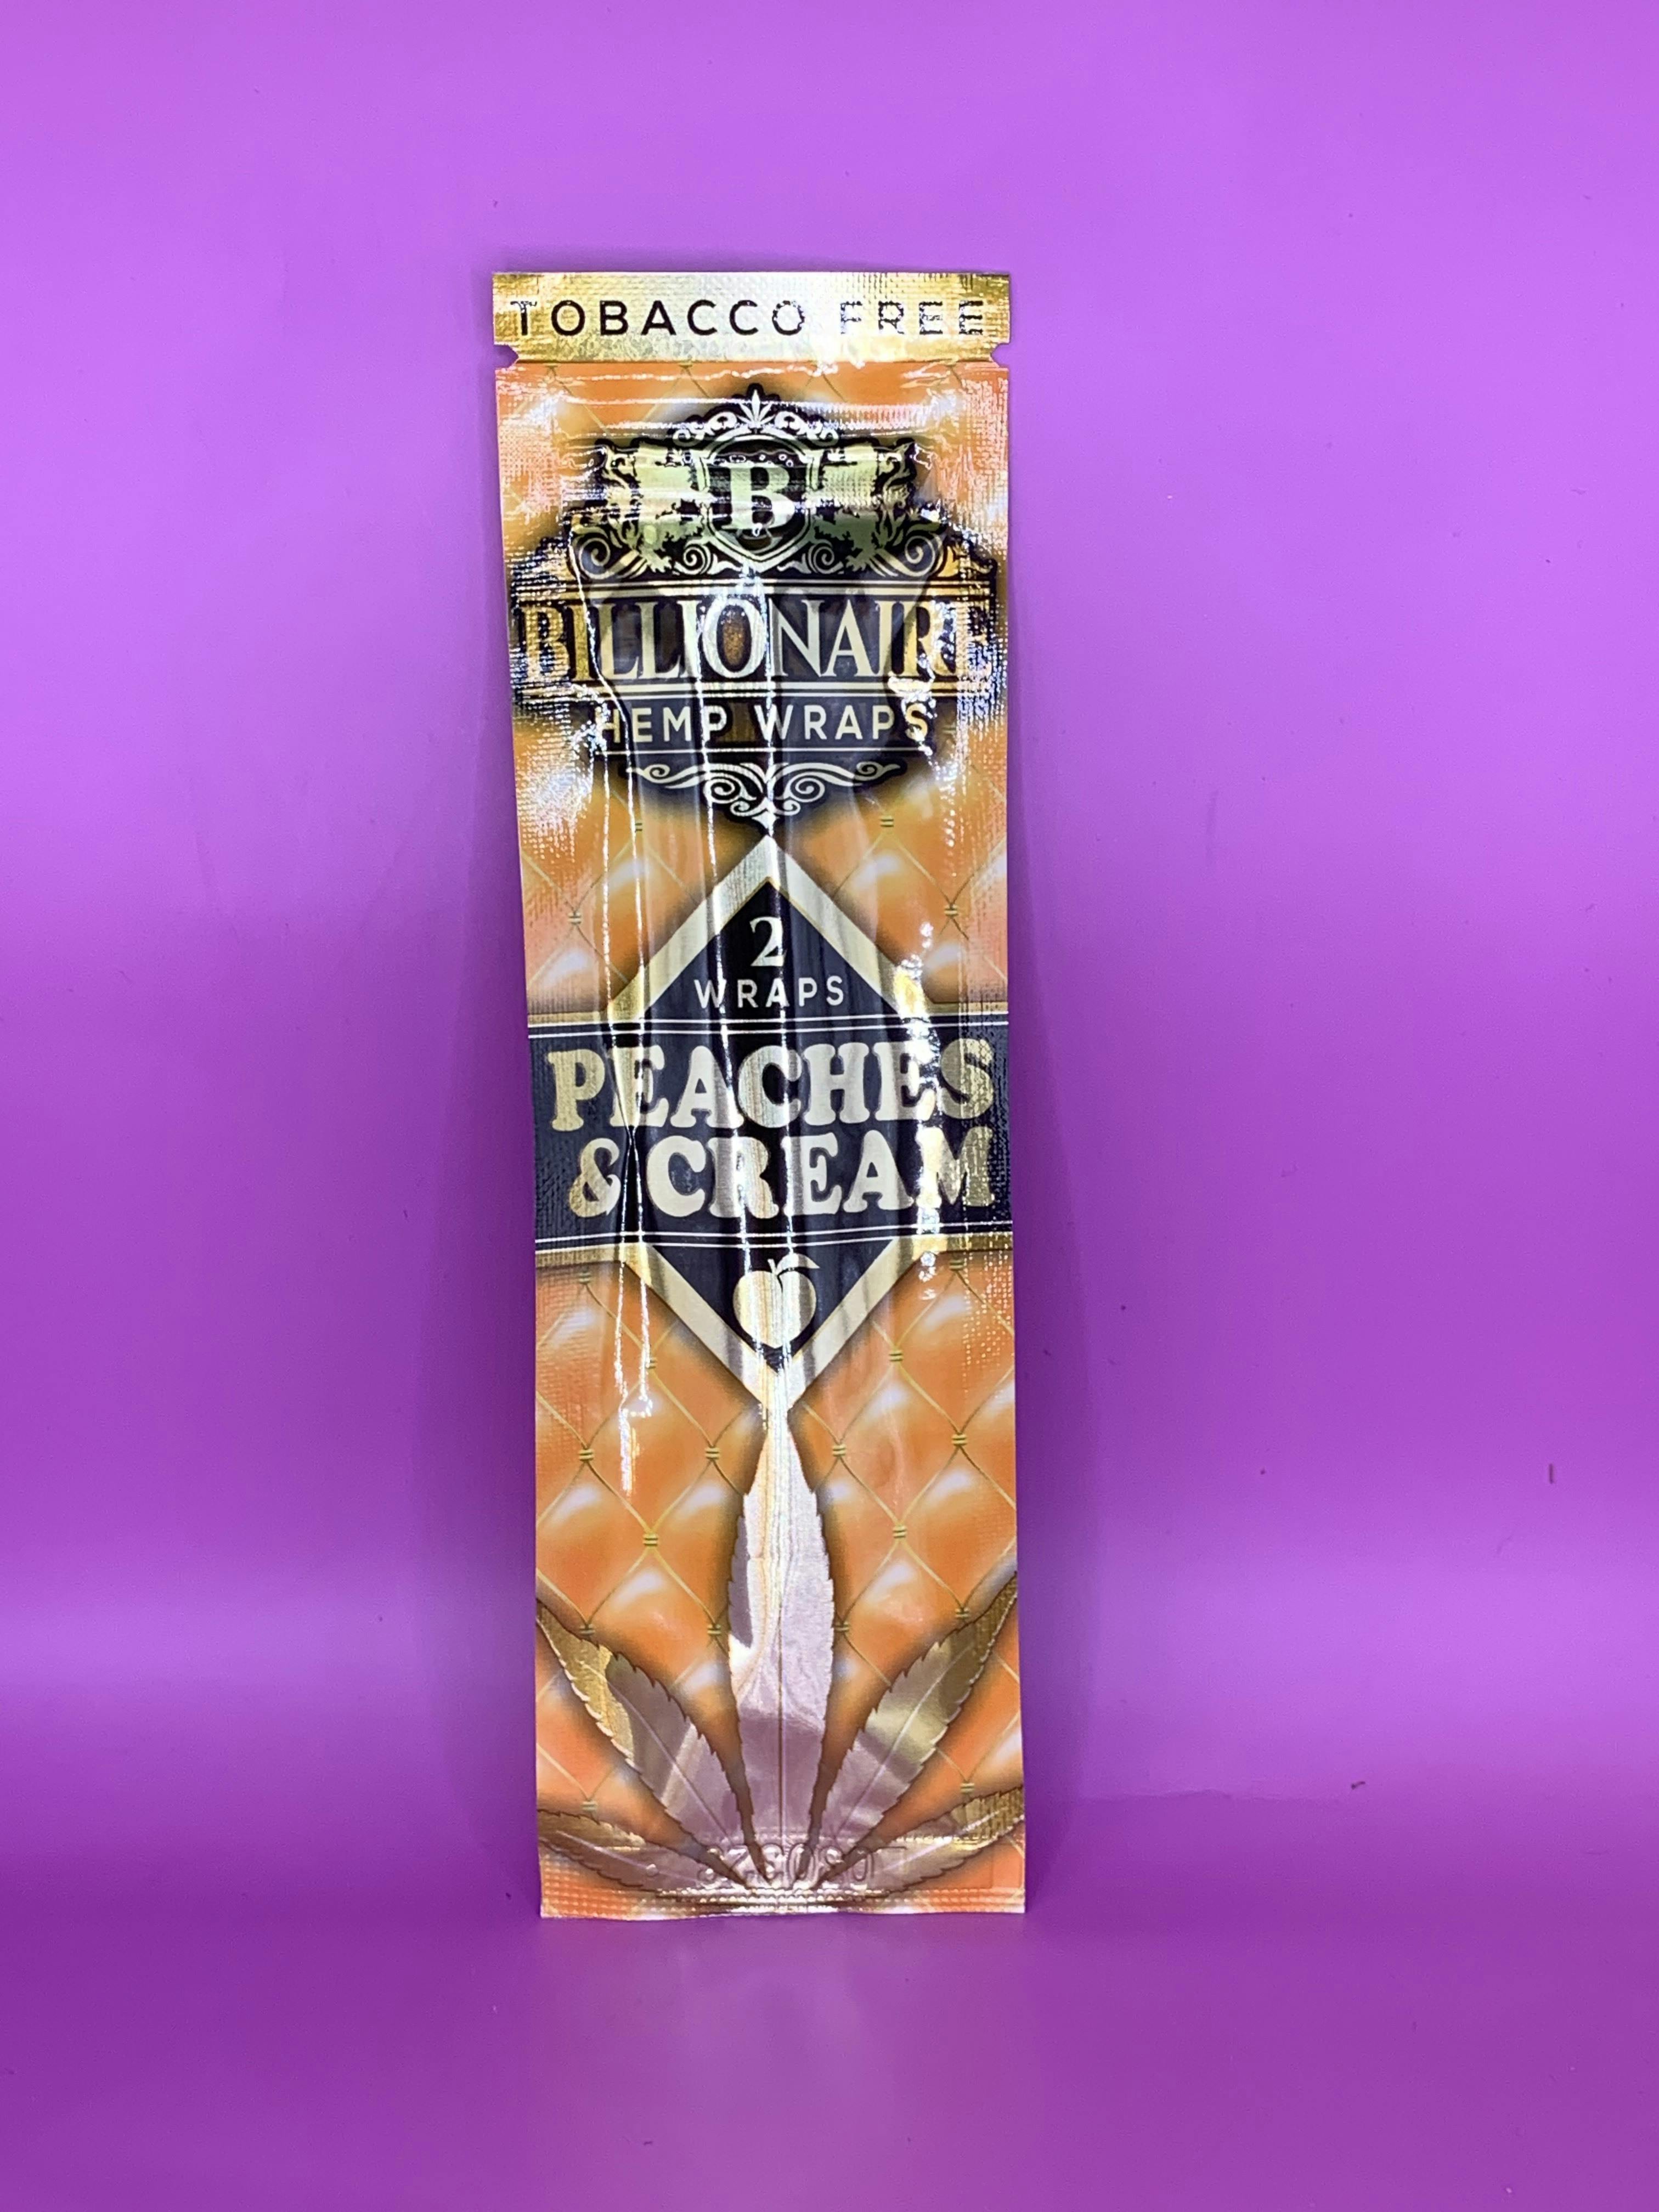 TOBACCO FREE
B
BILLIONAIRE
HEMP WRAPS
2
WRAPS
PEACHES
& CREAM